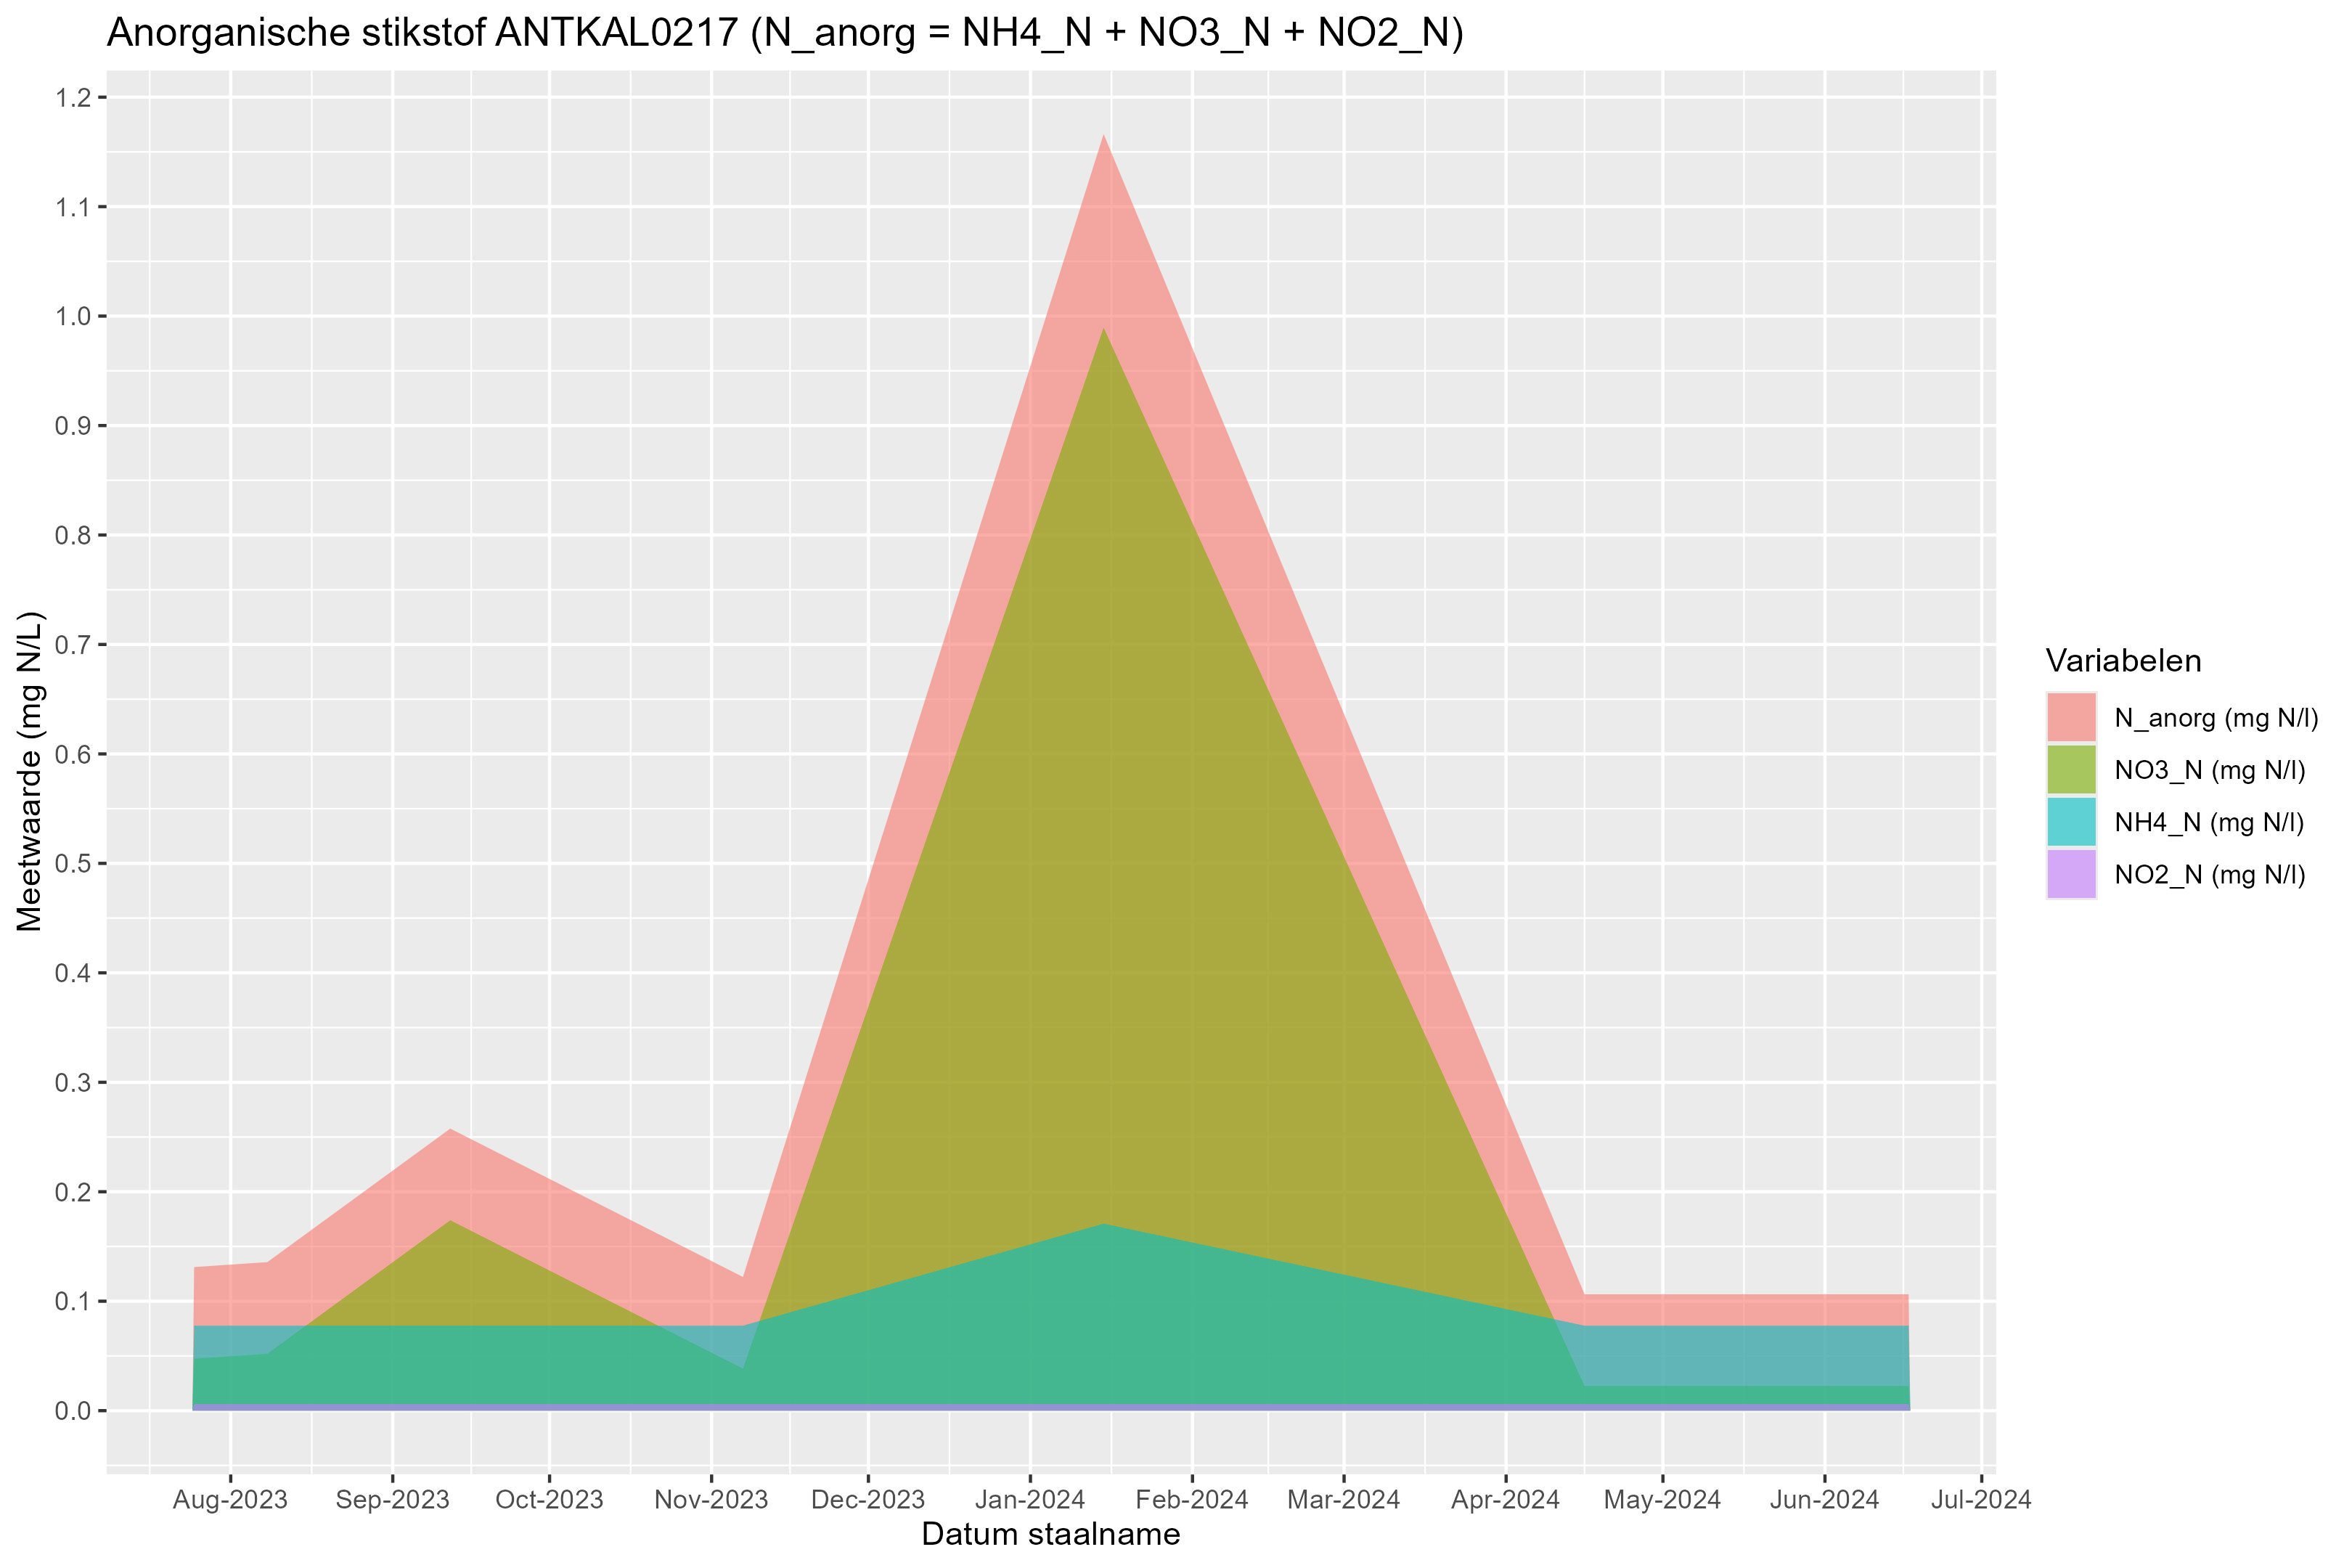 Anorganische stikstof ANTKAL0217 (N_anorg = NH4_N + NO3_N + NO2_N)
Meetwaarde (mg N/L)
1.2
1.1
1.0
0.9
0.8
0.7
0.6
0.5
0.4
0.3
0.2
0.1
0.0
Aug-2023 Sep-2023 Oct-2023 Nov-2023 Dec-2023 Jan-2024 Feb-2024 Mar-2024 Apr-2024 May-2024 Jun-2024 Jul-2024
Datum staalname
Variabelen
N_anorg (mg N/l)
NO3_N (mg N/l)
NH4_N (mg N/l)
NO2_N (mg N/l)